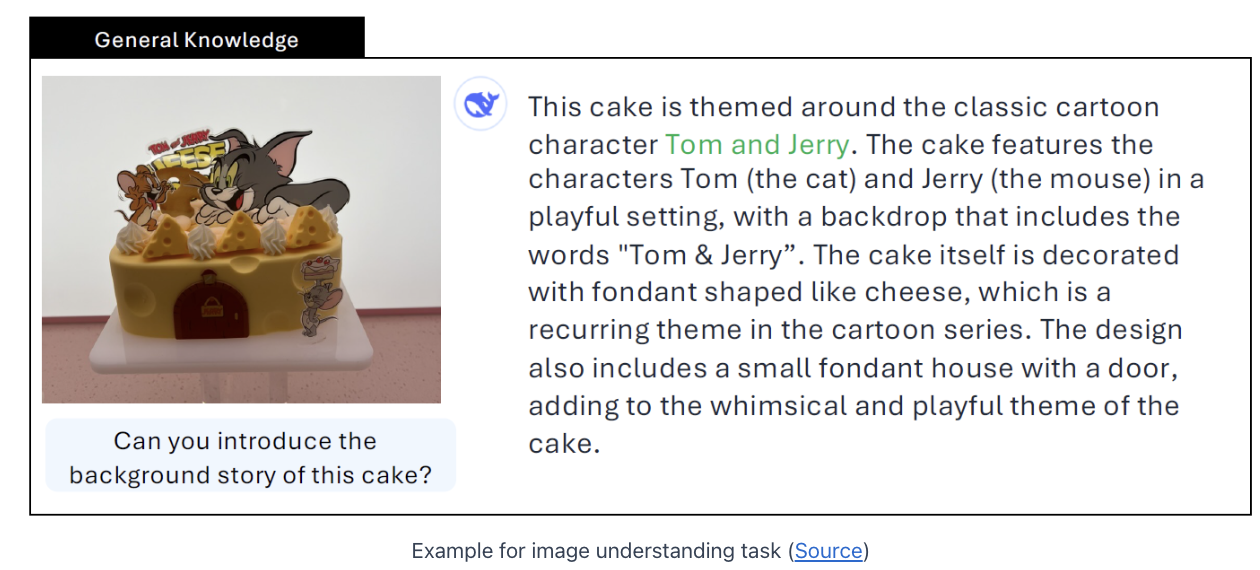 General Knowledge
TOM and JERRY
CHEESE
This cake is themed around the classic cartoon
character Tom and Jerry. The cake features the
characters Tom (the cat) and Jerry (the mouse) in a
playful setting, with a backdrop that includes the
words "Tom & Jerry”. The cake itself is decorated
with fondant shaped like cheese, which is a
recurring theme in the cartoon series. The design
also includes a small fondant house with a door,
adding to the whimsical and playful theme of the
cake.
Can you introduce the
background story of this cake?
Example for image understanding task (Source)